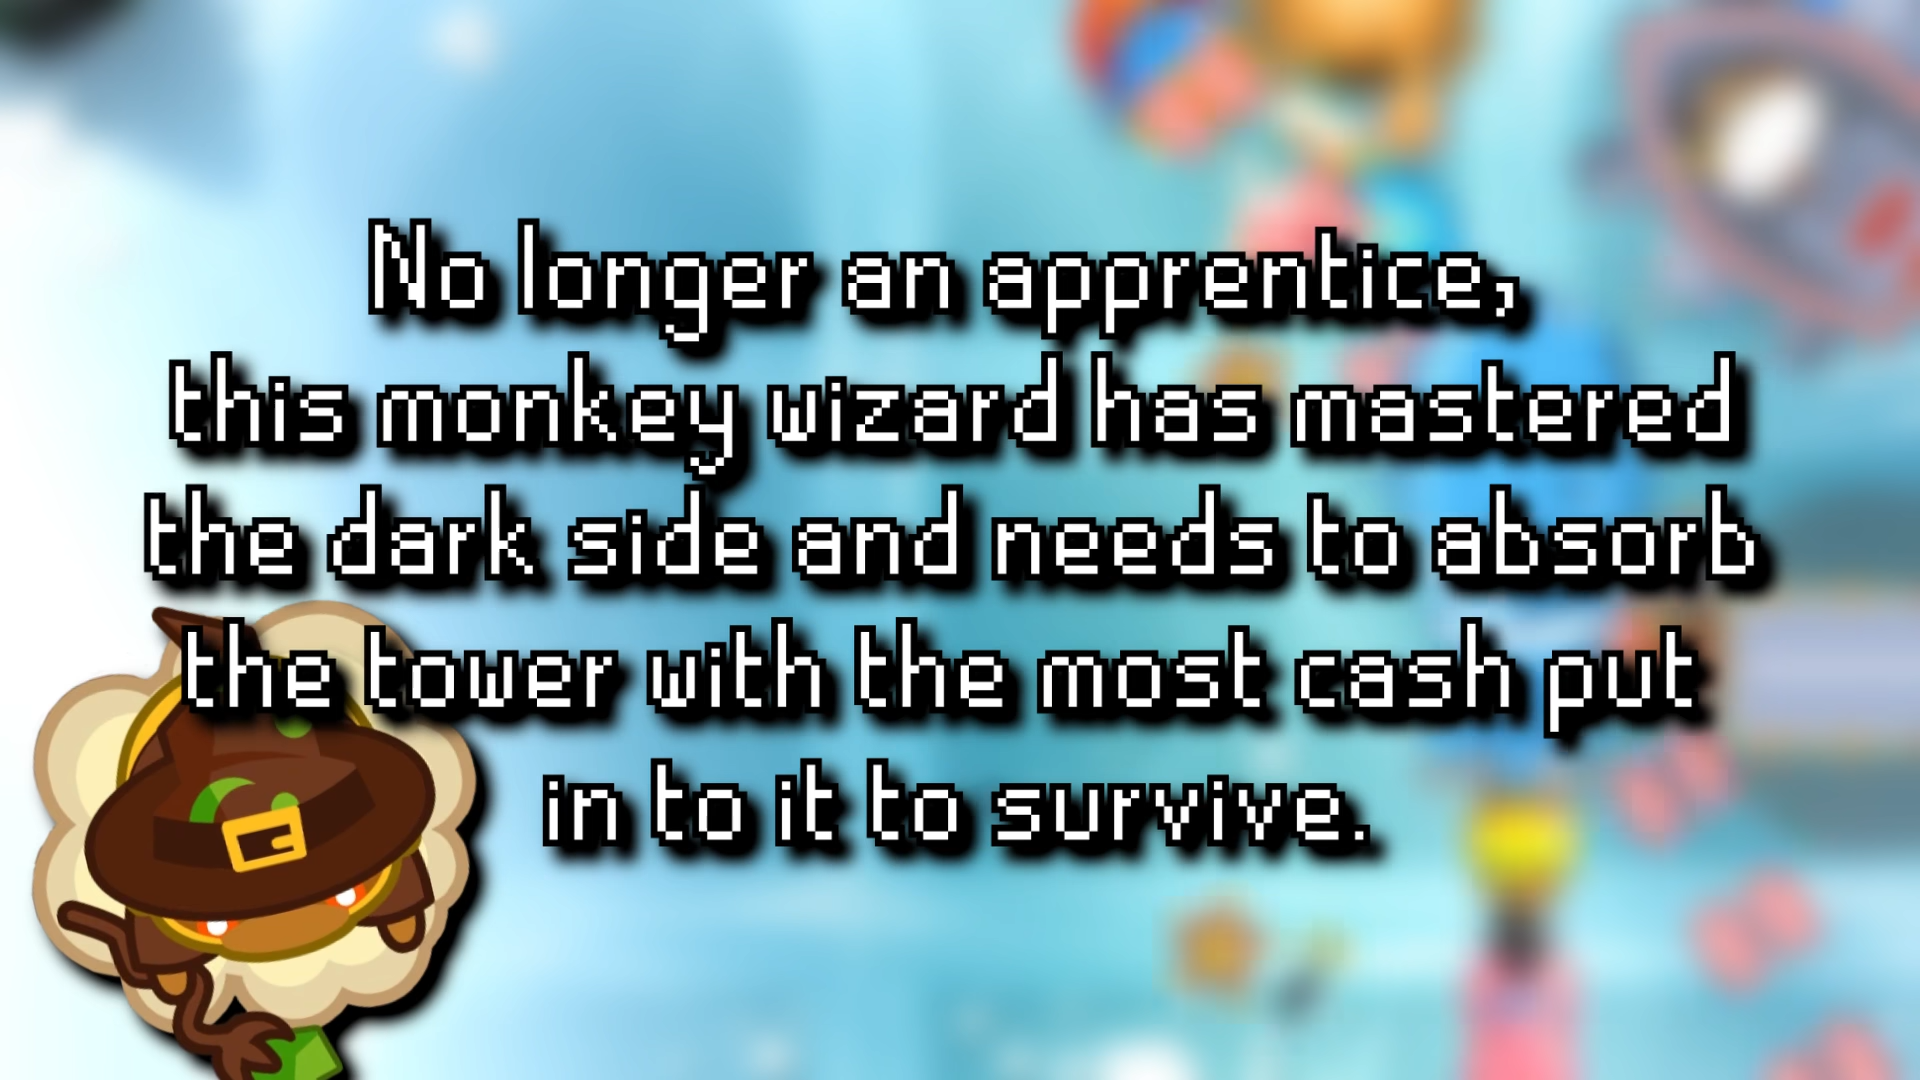 No longer an apprentice,
this monkey wizard has mastered
the dark side and needs to absorb
the tower with the most cash put
in to it to survive.